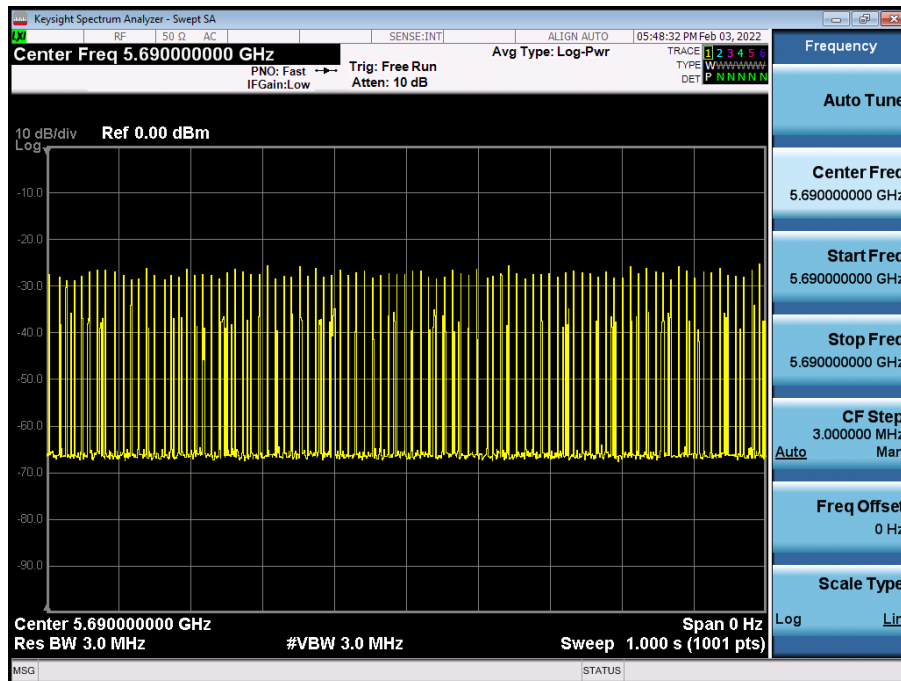 Keysight Spectrum Analyzer - Swept SA
LXI RF 50 Ω AC SENSE:INT ALIGN AUTO 05:48:32 PM Feb 03, 2022
Center Freq 5.690000000 GHz
PNO: Fast
IFGain:Low
Trig: Free Run
Atten: 10 dB
Avg Type: Log-Pwr
TRACE 1 2 3 4 5 6
TYPE WWWWWW
DET P N N N N N
10 dB/div Ref 0.00 dBm
Log
-10.0
-20.0
-30.0
-40.0
-50.0
-60.0
-70.0
-80.0
-90.0
Center 5.690000000 GHz Span 0 Hz
Res BW 3.0 MHz #VBW 3.0 MHz Sweep 1.000 s (1001 pts)
MSG STATUS
Frequency
Auto Tune
Center Freq
5.690000000 GHz
Start Freq
5.690000000 GHz
Stop Freq
5.690000000 GHz
CF Step
3.000000 MHz
Auto Man
Freq Offset
0 Hz
Scale Type
Log Lin